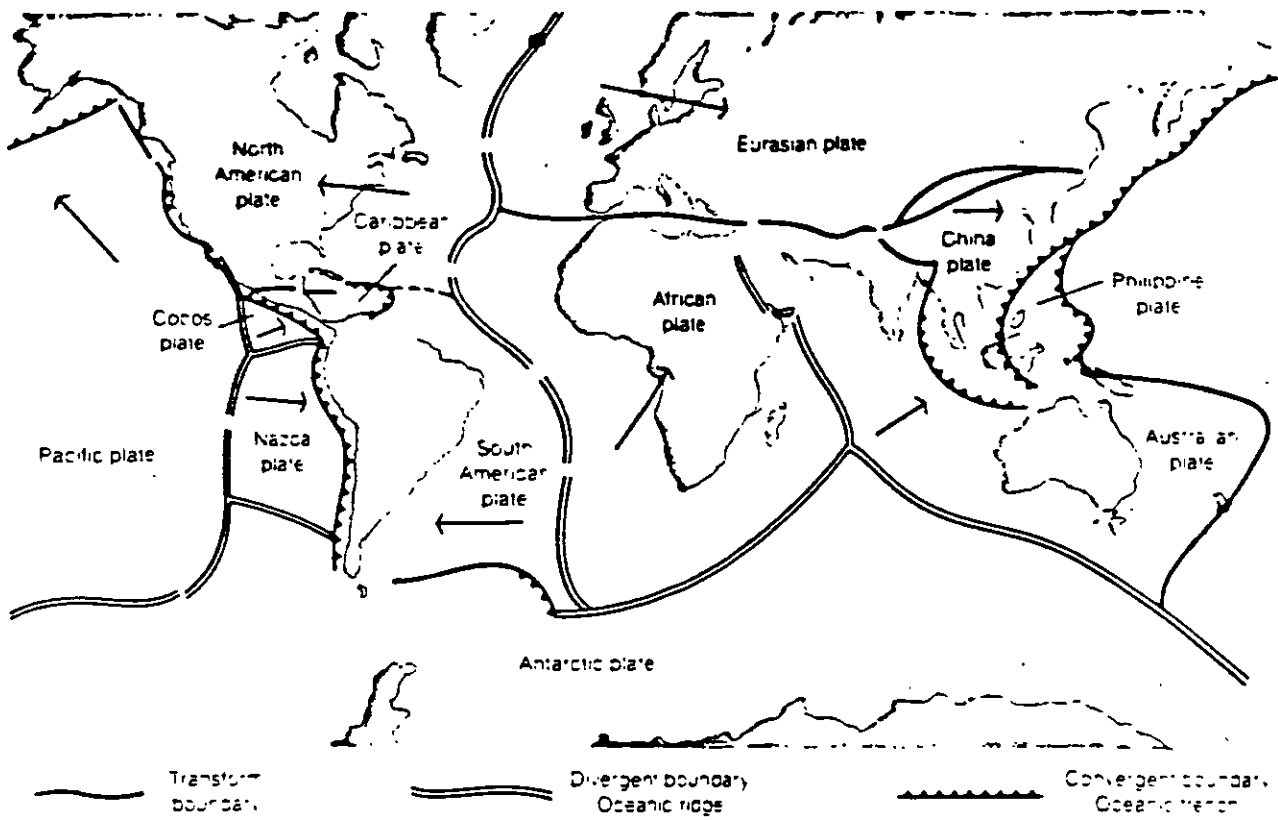 North
American
plate
Eurasian plate
Caribbean
plate
China
plate
Philippine
plate
Cocos
plate
African
plate
Pacific plate
Nazca
plate
South
American
plate
Australian
plate
Antarctic plate
Transform
boundary
Divergent boundary
Oceanic ridge
Convergent boundary
Oceanic trench